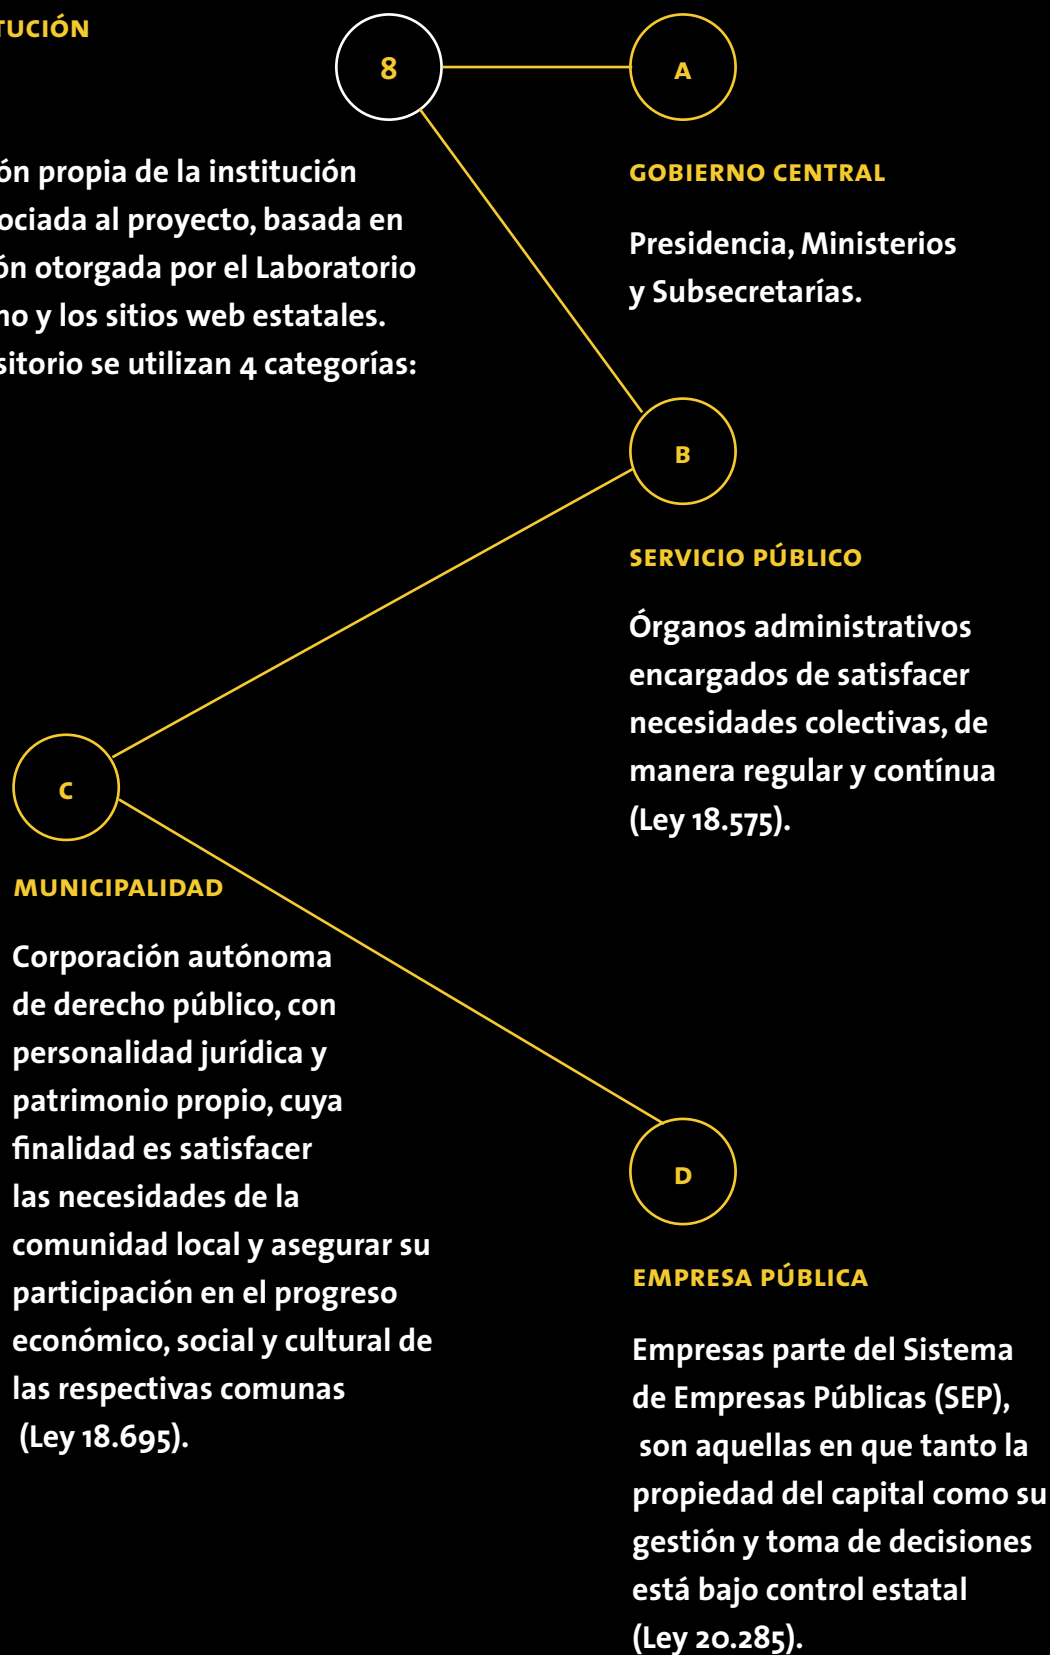 TUCIÓN
8
ón propia de la institución
ociada al proyecto, basada en
ón otorgada por el Laboratorio
no y los sitios web estatales.
sitorio se utilizan 4 categorías:
A
GOBIERNO CENTRAL
Presidencia, Ministerios
y Subsecretarías.
B
SERVICIO PÚBLICO
Órganos administrativos
encargados de satisfacer
necesidades colectivas, de
manera regular y contínua
(Ley 18.575).
C
MUNICIPALIDAD
Corporación autónoma
de derecho público, con
personalidad jurídica y
patrimonio propio, cuya
finalidad es satisfacer
las necesidades de la
comunidad local y asegurar su
participación en el progreso
económico, social y cultural de
las respectivas comunas
(Ley 18.695).
D
EMPRESA PÚBLICA
Empresas parte del Sistema
de Empresas Públicas (SEP),
son aquellas en que tanto la
propiedad del capital como su
gestión y toma de decisiones
está bajo control estatal
(Ley 20.285).